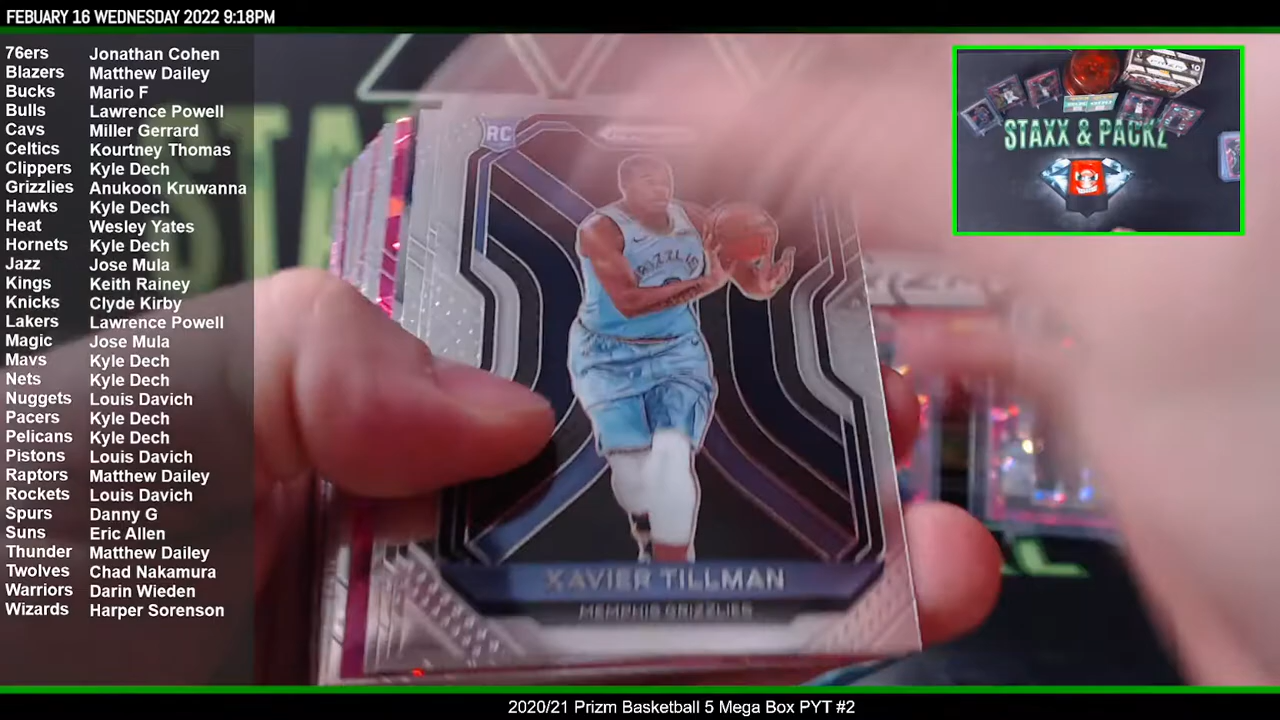 FEBUARY 16 WEDNESDAY 2022 9:18PM
76ers Jonathan Cohen
Blazers Matthew Dailey
Bucks Mario F
Bulls Lawrence Powell
Cavs Miller Gerrard
Celtics Kourtney Thomas
Clippers Kyle Dech
Grizzlies Anukoon Kruwanna
Hawks Kyle Dech
Heat Wesley Yates
Hornets Kyle Dech
Jazz Jose Mula
Kings Keith Rainey
Knicks Clyde Kirby
Lakers Lawrence Powell
Magic Jose Mula
Mavs Kyle Dech
Nets Kyle Dech
Nuggets Louis Davich
Pacers Kyle Dech
Pelicans Kyle Dech
Pistons Louis Davich
Raptors Matthew Dailey
Rockets Louis Davich
Spurs Danny G
Suns Eric Allen
Thunder Matthew Dailey
Twolves Chad Nakamura
Warriors Darin Wieden
Wizards Harper Sorenson
RC
XAVIER TILLMAN
MEMPHIS GRIZZLIES
STAXX & PACKZ
2020/21 Prizm Basketball 5 Mega Box PYT #2